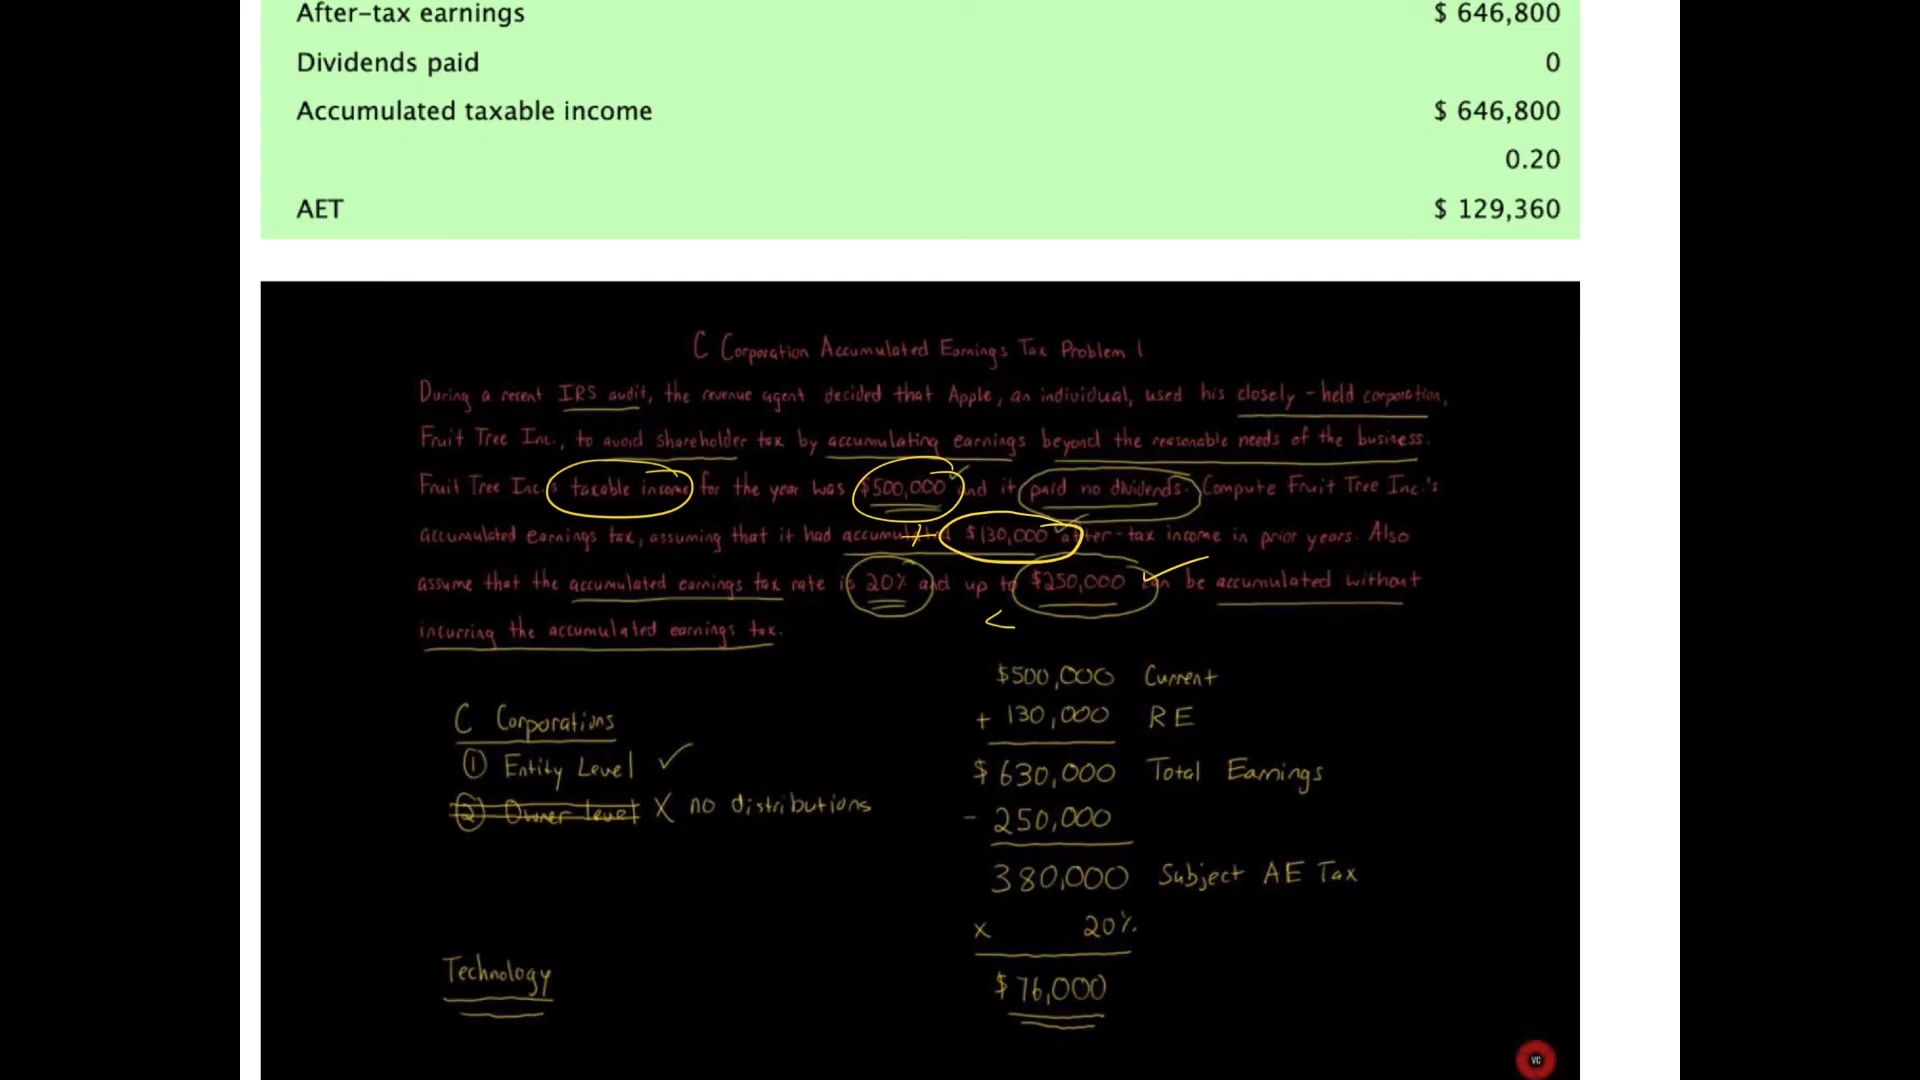 After-tax earnings $ 646,800
Dividends paid 0
Accumulated taxable income $ 646,800
0.20
AET $ 129,360
C Corporation Accumulated Earnings Tax Problem 1
During a recent IRS audit, the revenue agent decided that Apple, an individual, used his closely-held corporation,
Fruit Tree Inc., to avoid shareholder tax by accumulating earnings beyond the reasonable needs of the business.
Fruit Tree Inc.'s taxable income for the year was $500,000 and it paid no dividends. Compute Fruit Tree Inc.'s
accumulated earnings tax, assuming that it had accumulated $130,000 after-tax income in prior years. Also
assume that the accumulated earnings tax rate is 20% and up to $250,000 can be accumulated without
incurring the accumulated earnings tax.
<
$500,000 Current
+ 130,000 RE
$630,000 Total Earnings
- 250,000
380,000 Subject AE Tax
x 20%
$76,000
C Corporations
① Entity Level ✓
② Owner level X no distributions
Technology
VC